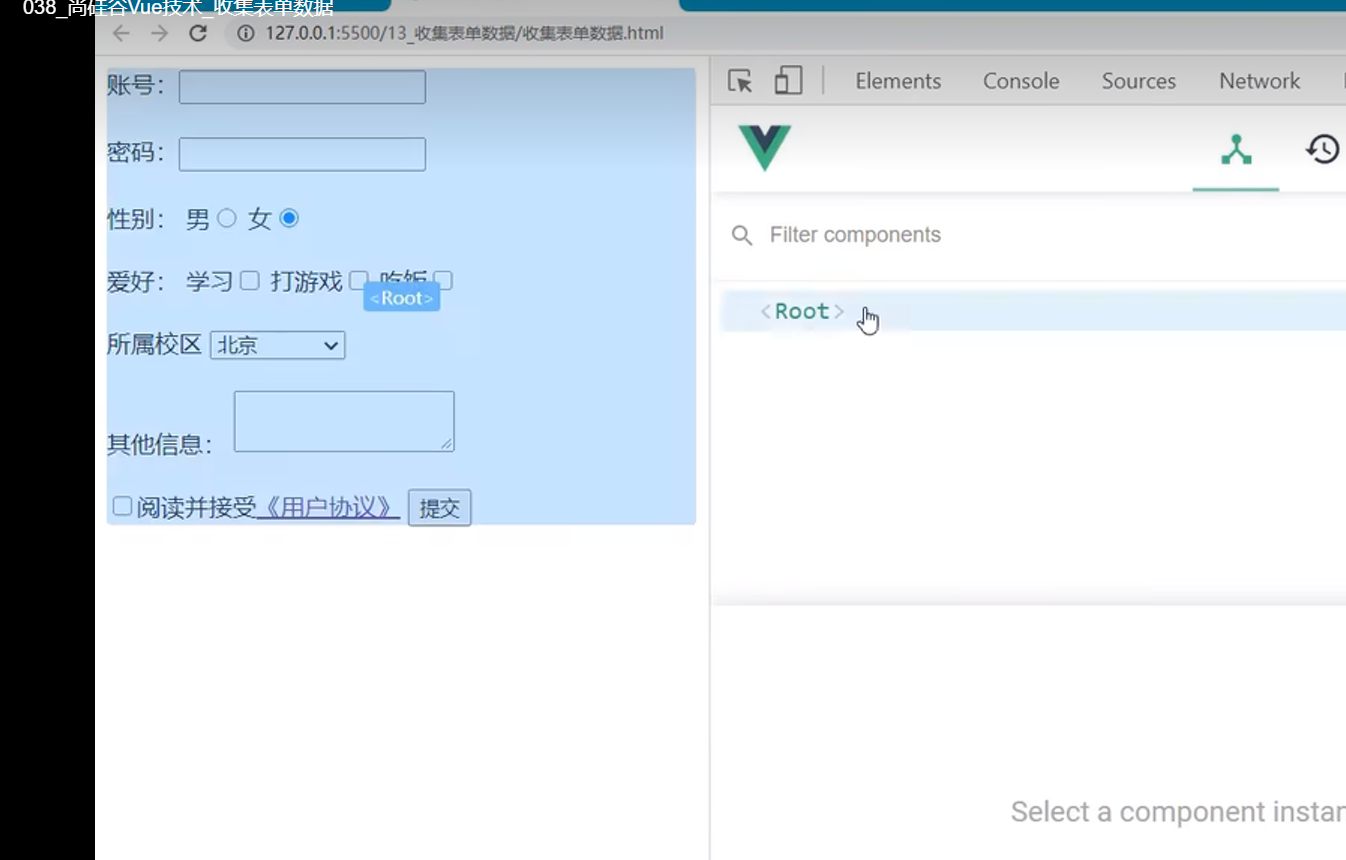 038_尚硅谷Vue技术_收集表单数据
127.0.0.1:5500/13_收集表单数据/收集表单数据.html
账号：
密码：
性别： 男 女
爱好： 学习 打游戏 吃饭
<Root>
所属校区 北京
其他信息：
阅读并接受《用户协议》 提交
Elements Console Sources Network
Filter components
<Root>
Select a component instan